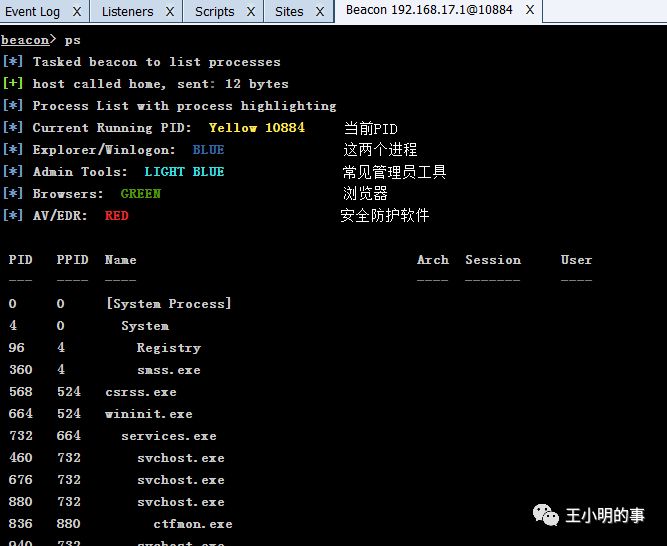 Event Log X Listeners X Scripts X Sites X Beacon 192.168.17.1@10884 X
beacon> ps
[*] Tasked beacon to list processes
[+] host called home, sent: 12 bytes
[*] Process List with process highlighting
[*] Current Running PID: Yellow 10884 当前PID
[*] Explorer/Winlogon: BLUE 这两个进程
[*] Admin Tools: LIGHT BLUE 常见管理员工具
[*] Browsers: GREEN 浏览器
[*] AV/EDR: RED 安全防护软件
PID PPID Name Arch Session User
--- ---- ---- ---- ------- ----
0 0 [System Process]
4 0 System
96 4 Registry
360 4 smss.exe
568 524 csrss.exe
664 524 wininit.exe
732 664 services.exe
460 732 svchost.exe
676 732 svchost.exe
880 732 svchost.exe
836 880 ctfmon.exe
940 732 svchost.exe
王小明的事